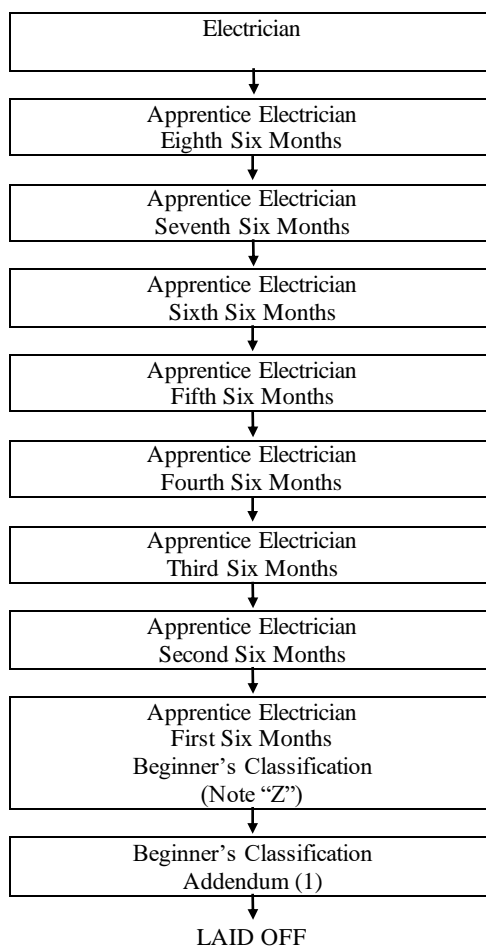 Electrician
Apprentice Electrician
Eighth Six Months
Apprentice Electrician
Seventh Six Months
Apprentice Electrician
Sixth Six Months
Apprentice Electrician
Fifth Six Months
Apprentice Electrician
Fourth Six Months
Apprentice Electrician
Third Six Months
Apprentice Electrician
Second Six Months
Apprentice Electrician
First Six Months
Beginner’s Classification
(Note “Z”)
Beginner’s Classification
Addendum (1)
LAID OFF